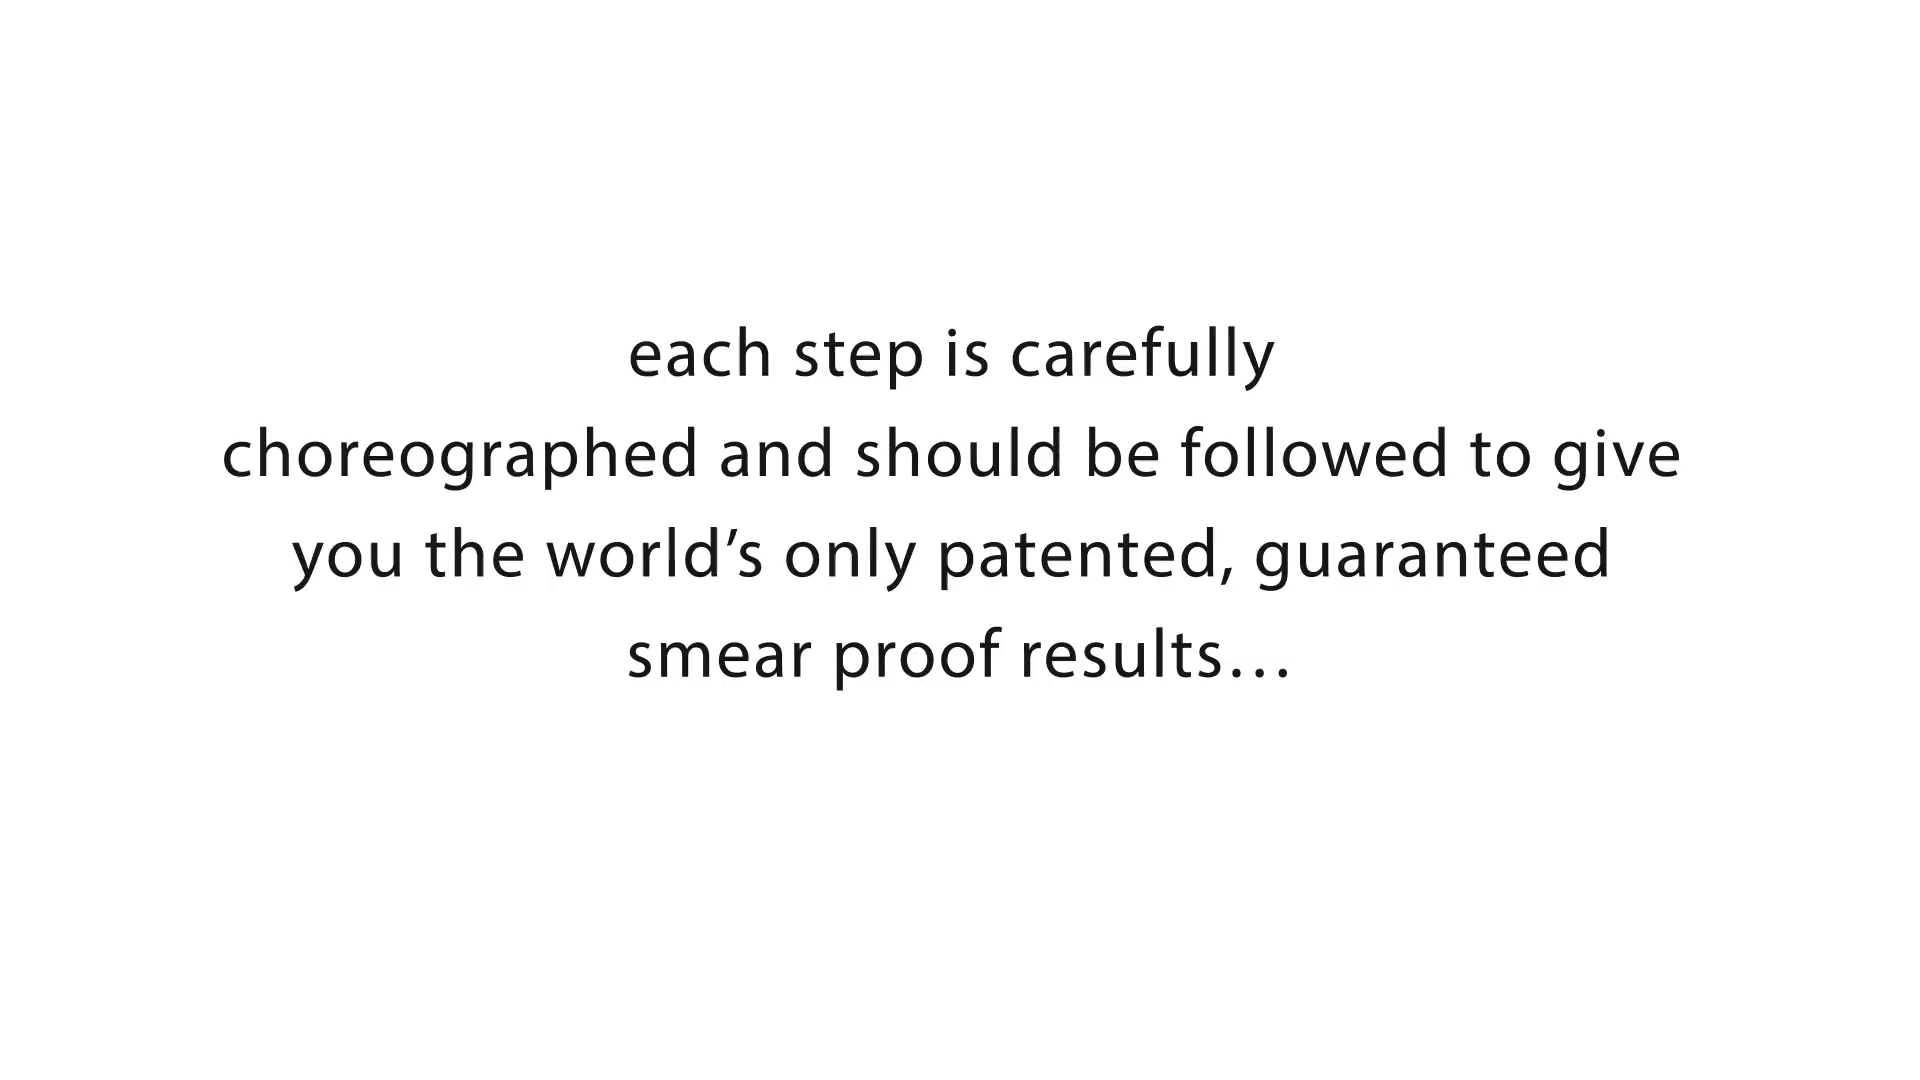 each step is carefully
choreographed and should be followed to give
you the world’s only patented, guaranteed
smear proof results…